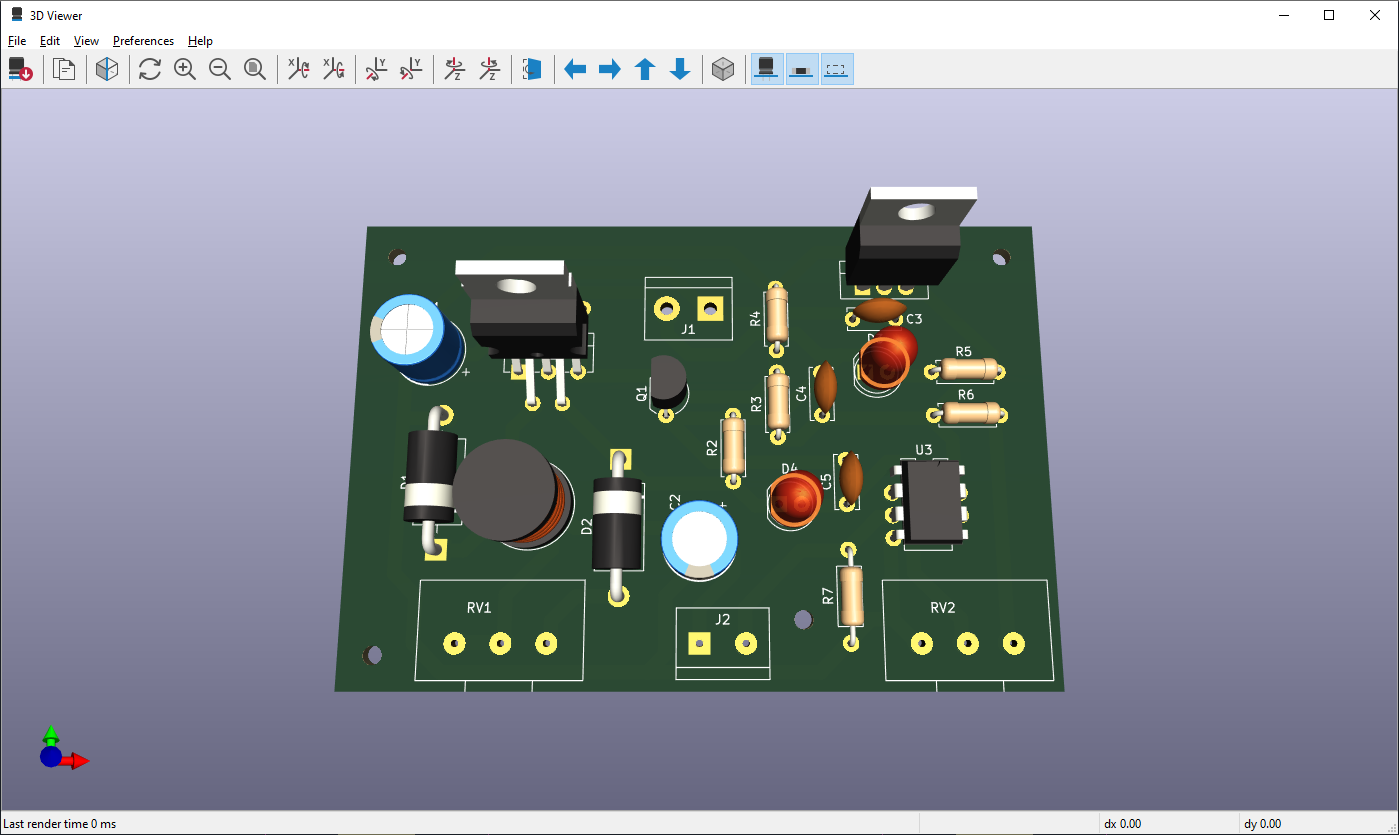 3D Viewer
File Edit View Preferences Help
X X Y Y Z Z
J1
R4
C3
R5
R6
Q1
R3
C4
R2
U3
D4
C5
C2
D2
R7
RV1
J2
RV2
Last render time 0 ms dx 0.00 dy 0.00